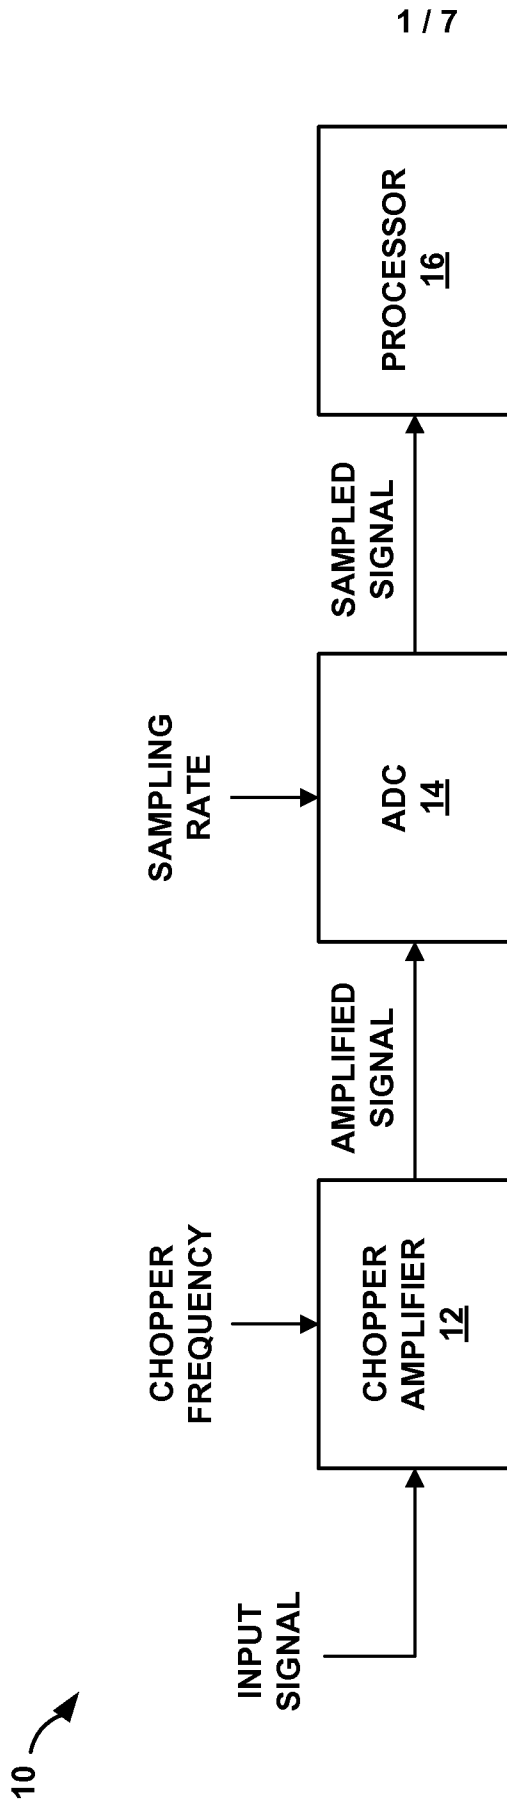 1 / 7
10
INPUT
SIGNAL
CHOPPER
FREQUENCY
CHOPPER
AMPLIFIER
12
AMPLIFIED
SIGNAL
SAMPLING
RATE
ADC
14
SAMPLED
SIGNAL
PROCESSOR
16